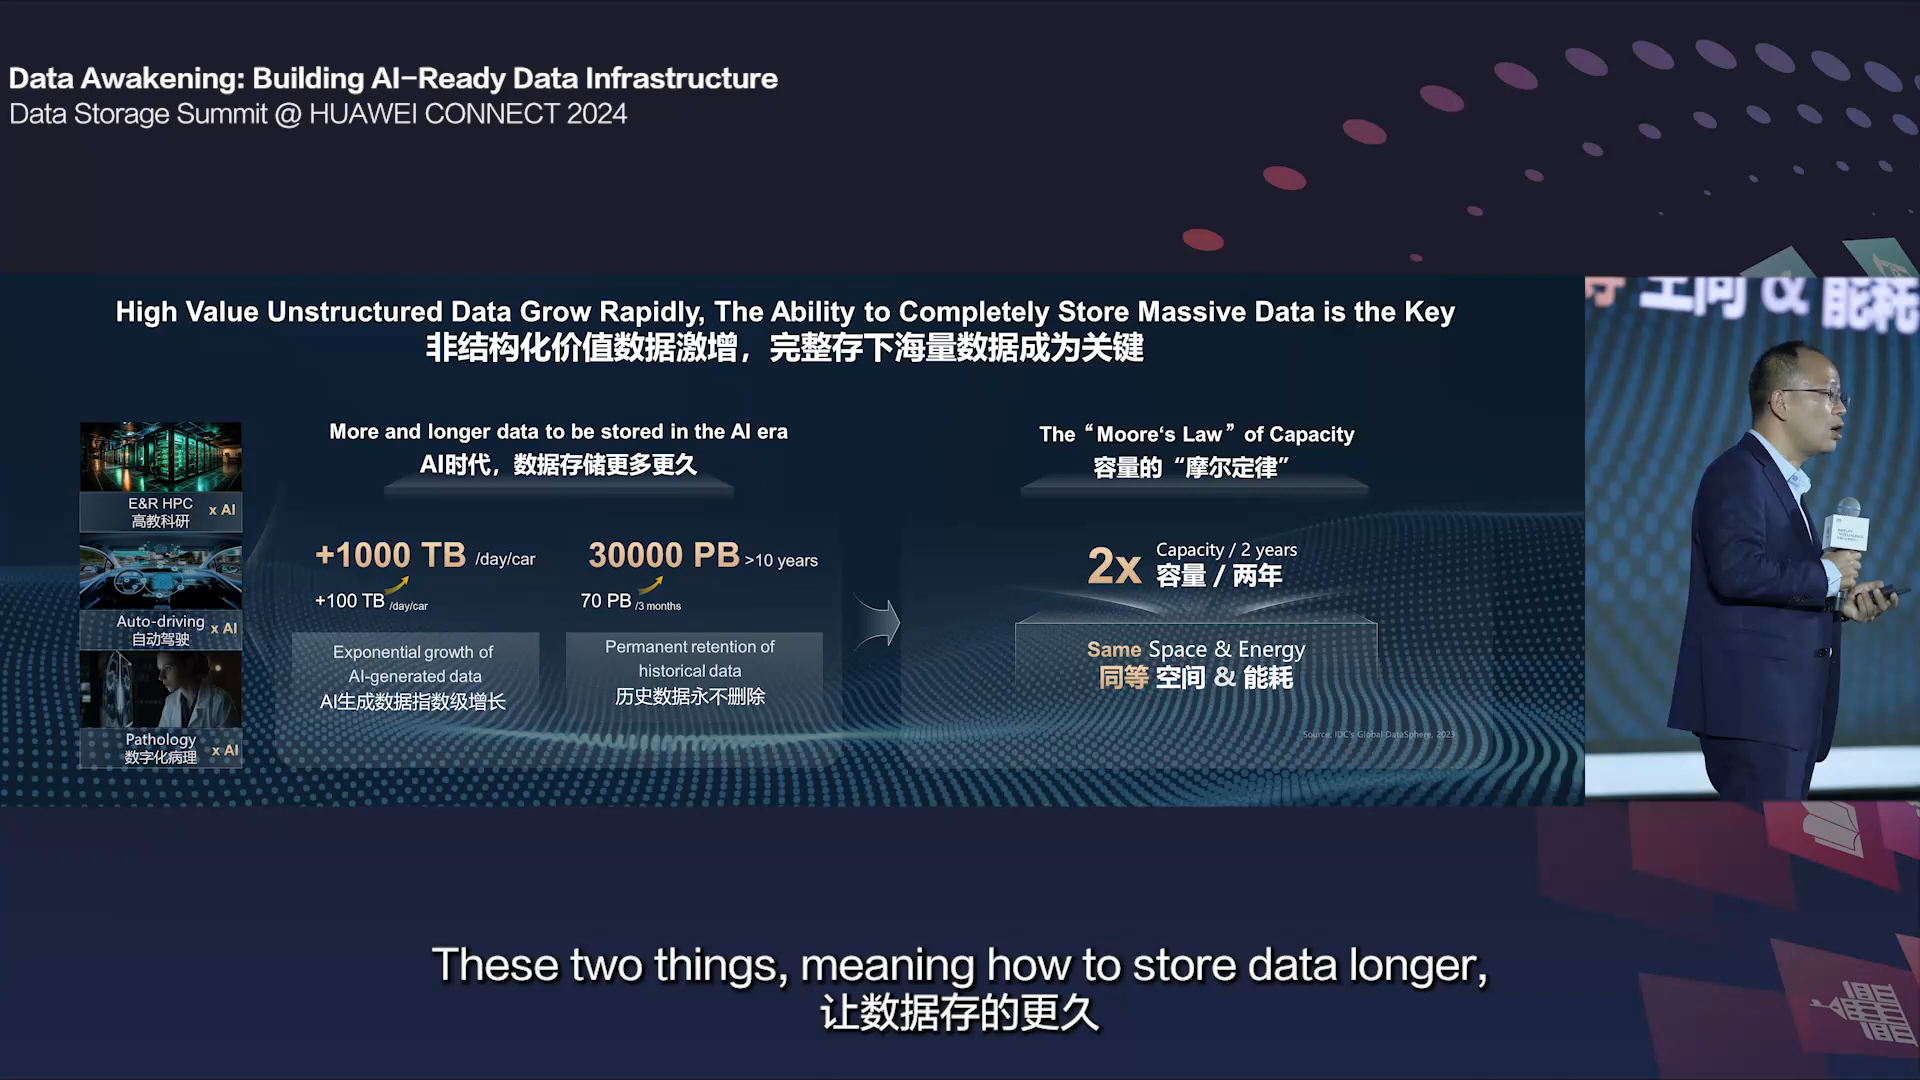 Data Awakening: Building AI-Ready Data Infrastructure
Data Storage Summit @ HUAWEI CONNECT 2024
High Value Unstructured Data Grow Rapidly, The Ability to Completely Store Massive Data is the Key
非结构化价值数据激增，完整存下海量数据成为关键
E&R HPC
高教科研
x AI
Auto-driving
自动驾驶
x AI
Pathology
数字化病理
x AI
More and longer data to be stored in the AI era
AI时代，数据存储更多更久
+1000 TB /day/car
+100 TB /day/car
Exponential growth of
AI-generated data
AI生成数据指数级增长
30000 PB >10 years
70 PB /3 months
Permanent retention of
historical data
历史数据永不删除
The “Moore‘s Law” of Capacity
容量的“摩尔定律”
2x
Capacity / 2 years
容量 / 两年
Same Space & Energy
同等 空间 & 能耗
Source: IDC's Global DataSphere, 2023
空间 & 能耗
These two things, meaning how to store data longer,
让数据存的更久